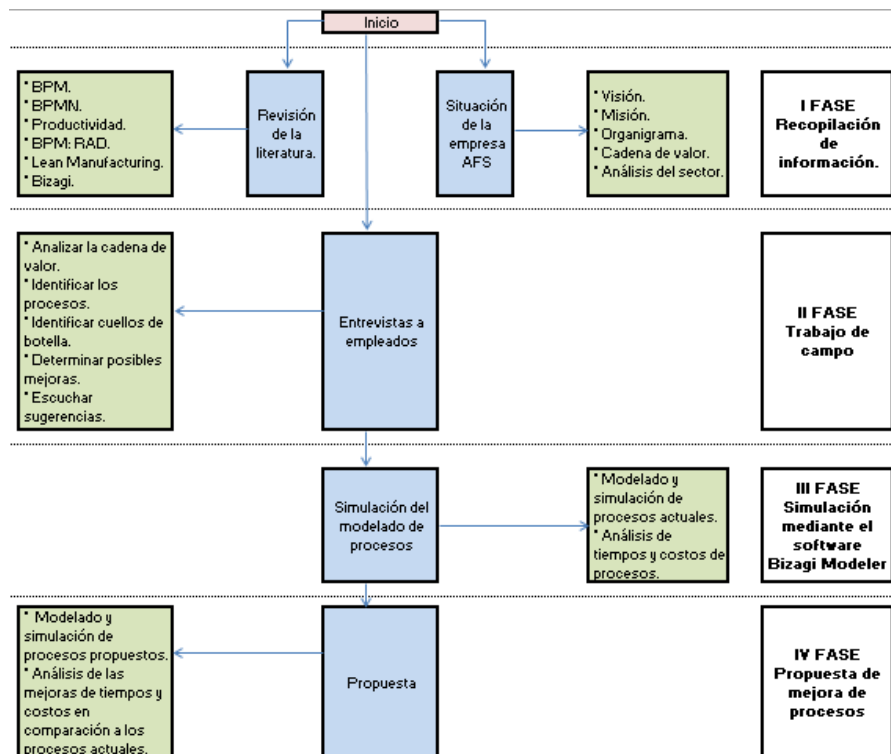 Inicio
* BPM.
* BPMN.
* Productividad.
* BPM: RAD.
* Lean Manufacturing.
* Bizagi.
Revisión
de la
literatura.
Situación
de la
empresa
AFS
* Visión.
* Misión.
* Organigrama.
* Cadena de valor.
* Análisis del sector.
I FASE
Recopilación
de
información.
* Analizar la cadena de
valor.
* Identificar los
procesos.
* Identificar cuellos de
botella.
* Determinar posibles
mejoras.
* Escuchar
sugerencias.
Entrevistas a
empleados
II FASE
Trabajo de
campo
Simulación del
modelado de
procesos
* Modelado y
simulación de
procesos actuales.
* Análisis de
tiempos y costos de
procesos.
III FASE
Simulación
mediante el
software
Bizagi Modeler
* Modelado y
simulación de
procesos propuestos.
* Análisis de las
mejoras de tiempos y
costos en
comparación a los
procesos actuales.
Propuesta
IV FASE
Propuesta de
mejora de
procesos